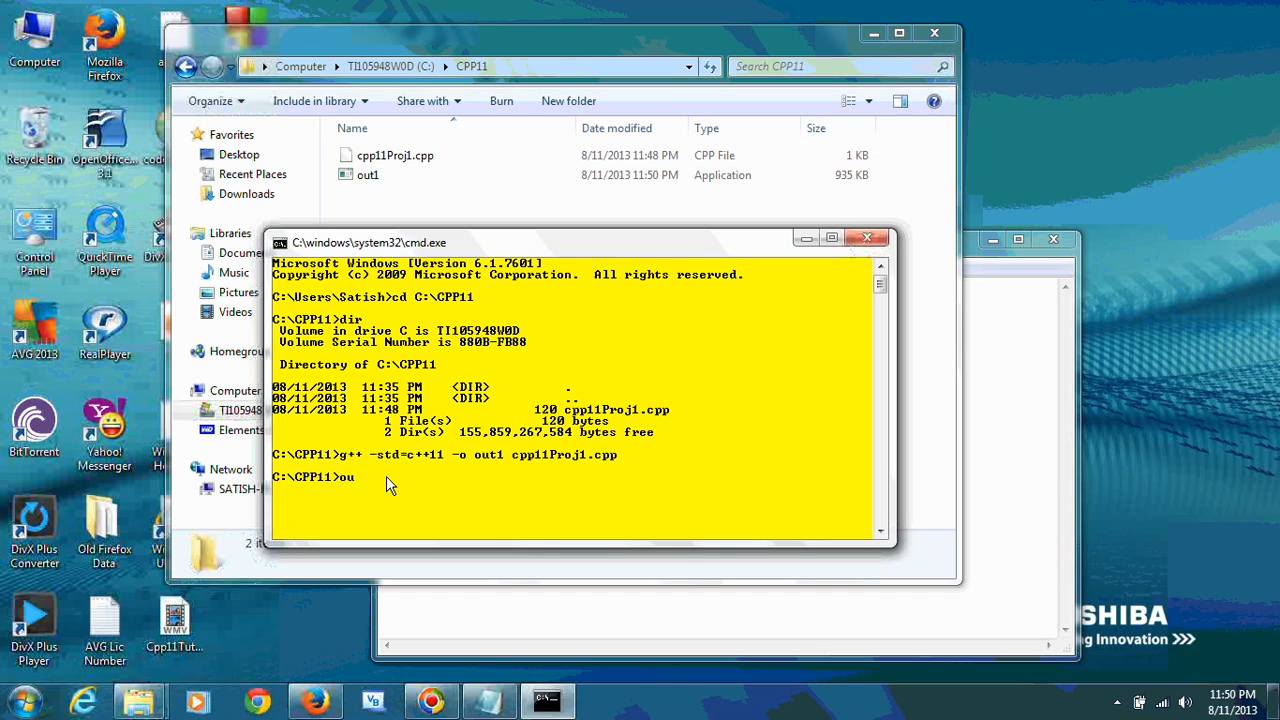 Computer
Mozilla
Firefox
Recycle Bin
OpenOffice....
3.1
Control
Panel
QuickTime
Player
AVG 2013
RealPlayer
BitTorrent
Yahoo!
Messenger
DivX Plus
Converter
Old Firefox
Data
DivX Plus
Player
AVG Lic
Number
WMV
Cpp11Tut...
Computer
TI105948W0D (C:)
CPP11
Search CPP11
Organize
Include in library
Share with
Burn
New folder
Favorites
Desktop
Recent Places
Downloads
Libraries
Docume
Music
Pictures
Videos
Homegrou
Computer
TI105948W
Elements
Network
SATISH-
2 it
Name
Date modified
Type
Size
cpp11Proj1.cpp
8/11/2013 11:48 PM
CPP File
1 KB
out1
8/11/2013 11:50 PM
Application
935 KB
C:\windows\system32\cmd.exe
Microsoft Windows [Version 6.1.7601]
Copyright (c) 2009 Microsoft Corporation.  All rights reserved.
C:\Users\Satish>cd C:\CPP11
C:\CPP11>dir
Volume in drive C is TI105948W0D
Volume Serial Number is 880B-FB88
Directory of C:\CPP11
08/11/2013  11:35 PM    <DIR>          .
08/11/2013  11:35 PM    <DIR>          ..
08/11/2013  11:48 PM               120 cpp11Proj1.cpp
1 File(s)            120 bytes
2 Dir(s)  155,859,267,584 bytes free
C:\CPP11>g++ -std=c++11 -o out1 cpp11Proj1.cpp
C:\CPP11>ou
SHIBA
ng Innovation >>>
11:50 PM
8/11/2013